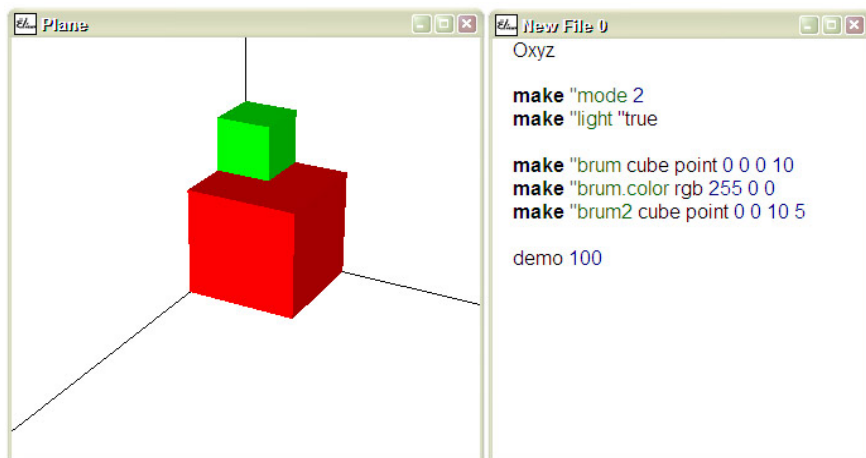 Plane
New File 0
Oxyz
make "mode 2
make "light "true
make "brum cube point 0 0 0 10
make "brum.color rgb 255 0 0
make "brum2 cube point 0 0 10 5
demo 100